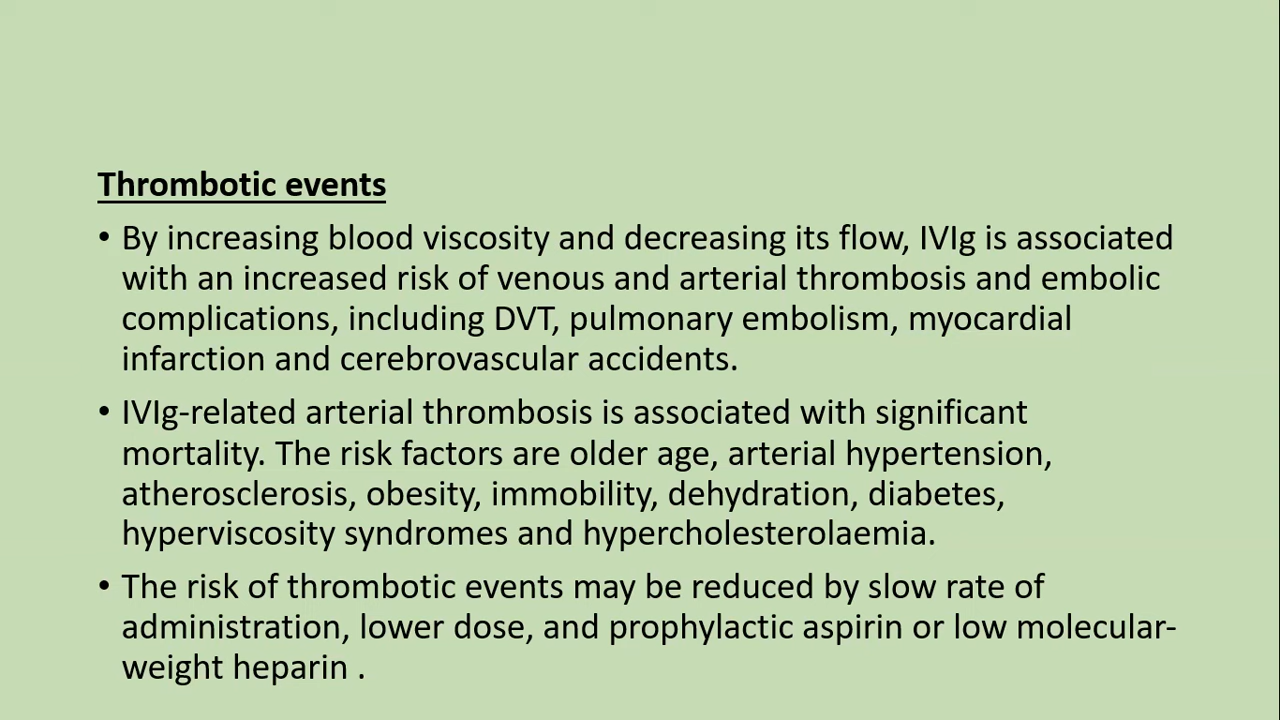 Thrombotic events
• By increasing blood viscosity and decreasing its flow, IVIg is associated
with an increased risk of venous and arterial thrombosis and embolic
complications, including DVT, pulmonary embolism, myocardial
infarction and cerebrovascular accidents.
• IVIg-related arterial thrombosis is associated with significant
mortality. The risk factors are older age, arterial hypertension,
atherosclerosis, obesity, immobility, dehydration, diabetes,
hyperviscosity syndromes and hypercholesterolaemia.
• The risk of thrombotic events may be reduced by slow rate of
administration, lower dose, and prophylactic aspirin or low molecular-
weight heparin .